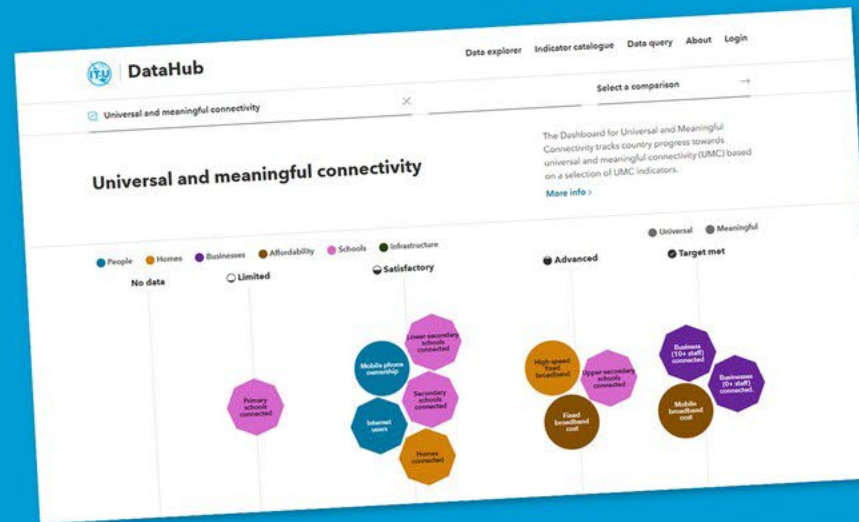 ITU
DataHub
Data explorer Indicator catalogue Data query About Login
Universal and meaningful connectivity
Select a comparison
Universal and meaningful connectivity
The Dashboard for Universal and Meaningful
Connectivity tracks country progress towards
universal and meaningful connectivity (UMC) based
on a selection of UMC indicators.
More info >
People Homes Businesses Affordability Schools Infrastructure
Universal Meaningful
No data Limited Satisfactory Advanced Target met
Primary
schools
connected
Mobile phone
ownership
Lower-secondary
schools
connected
Internet
users
Secondary
schools
connected
Homes
connected
High-speed
fixed
broadband
Upper-secondary
schools
connected
Fixed
broadband
cost
Business
(10+ staff)
connected
Businesses
(0+ staff)
connected.
Mobile
broadband
cost